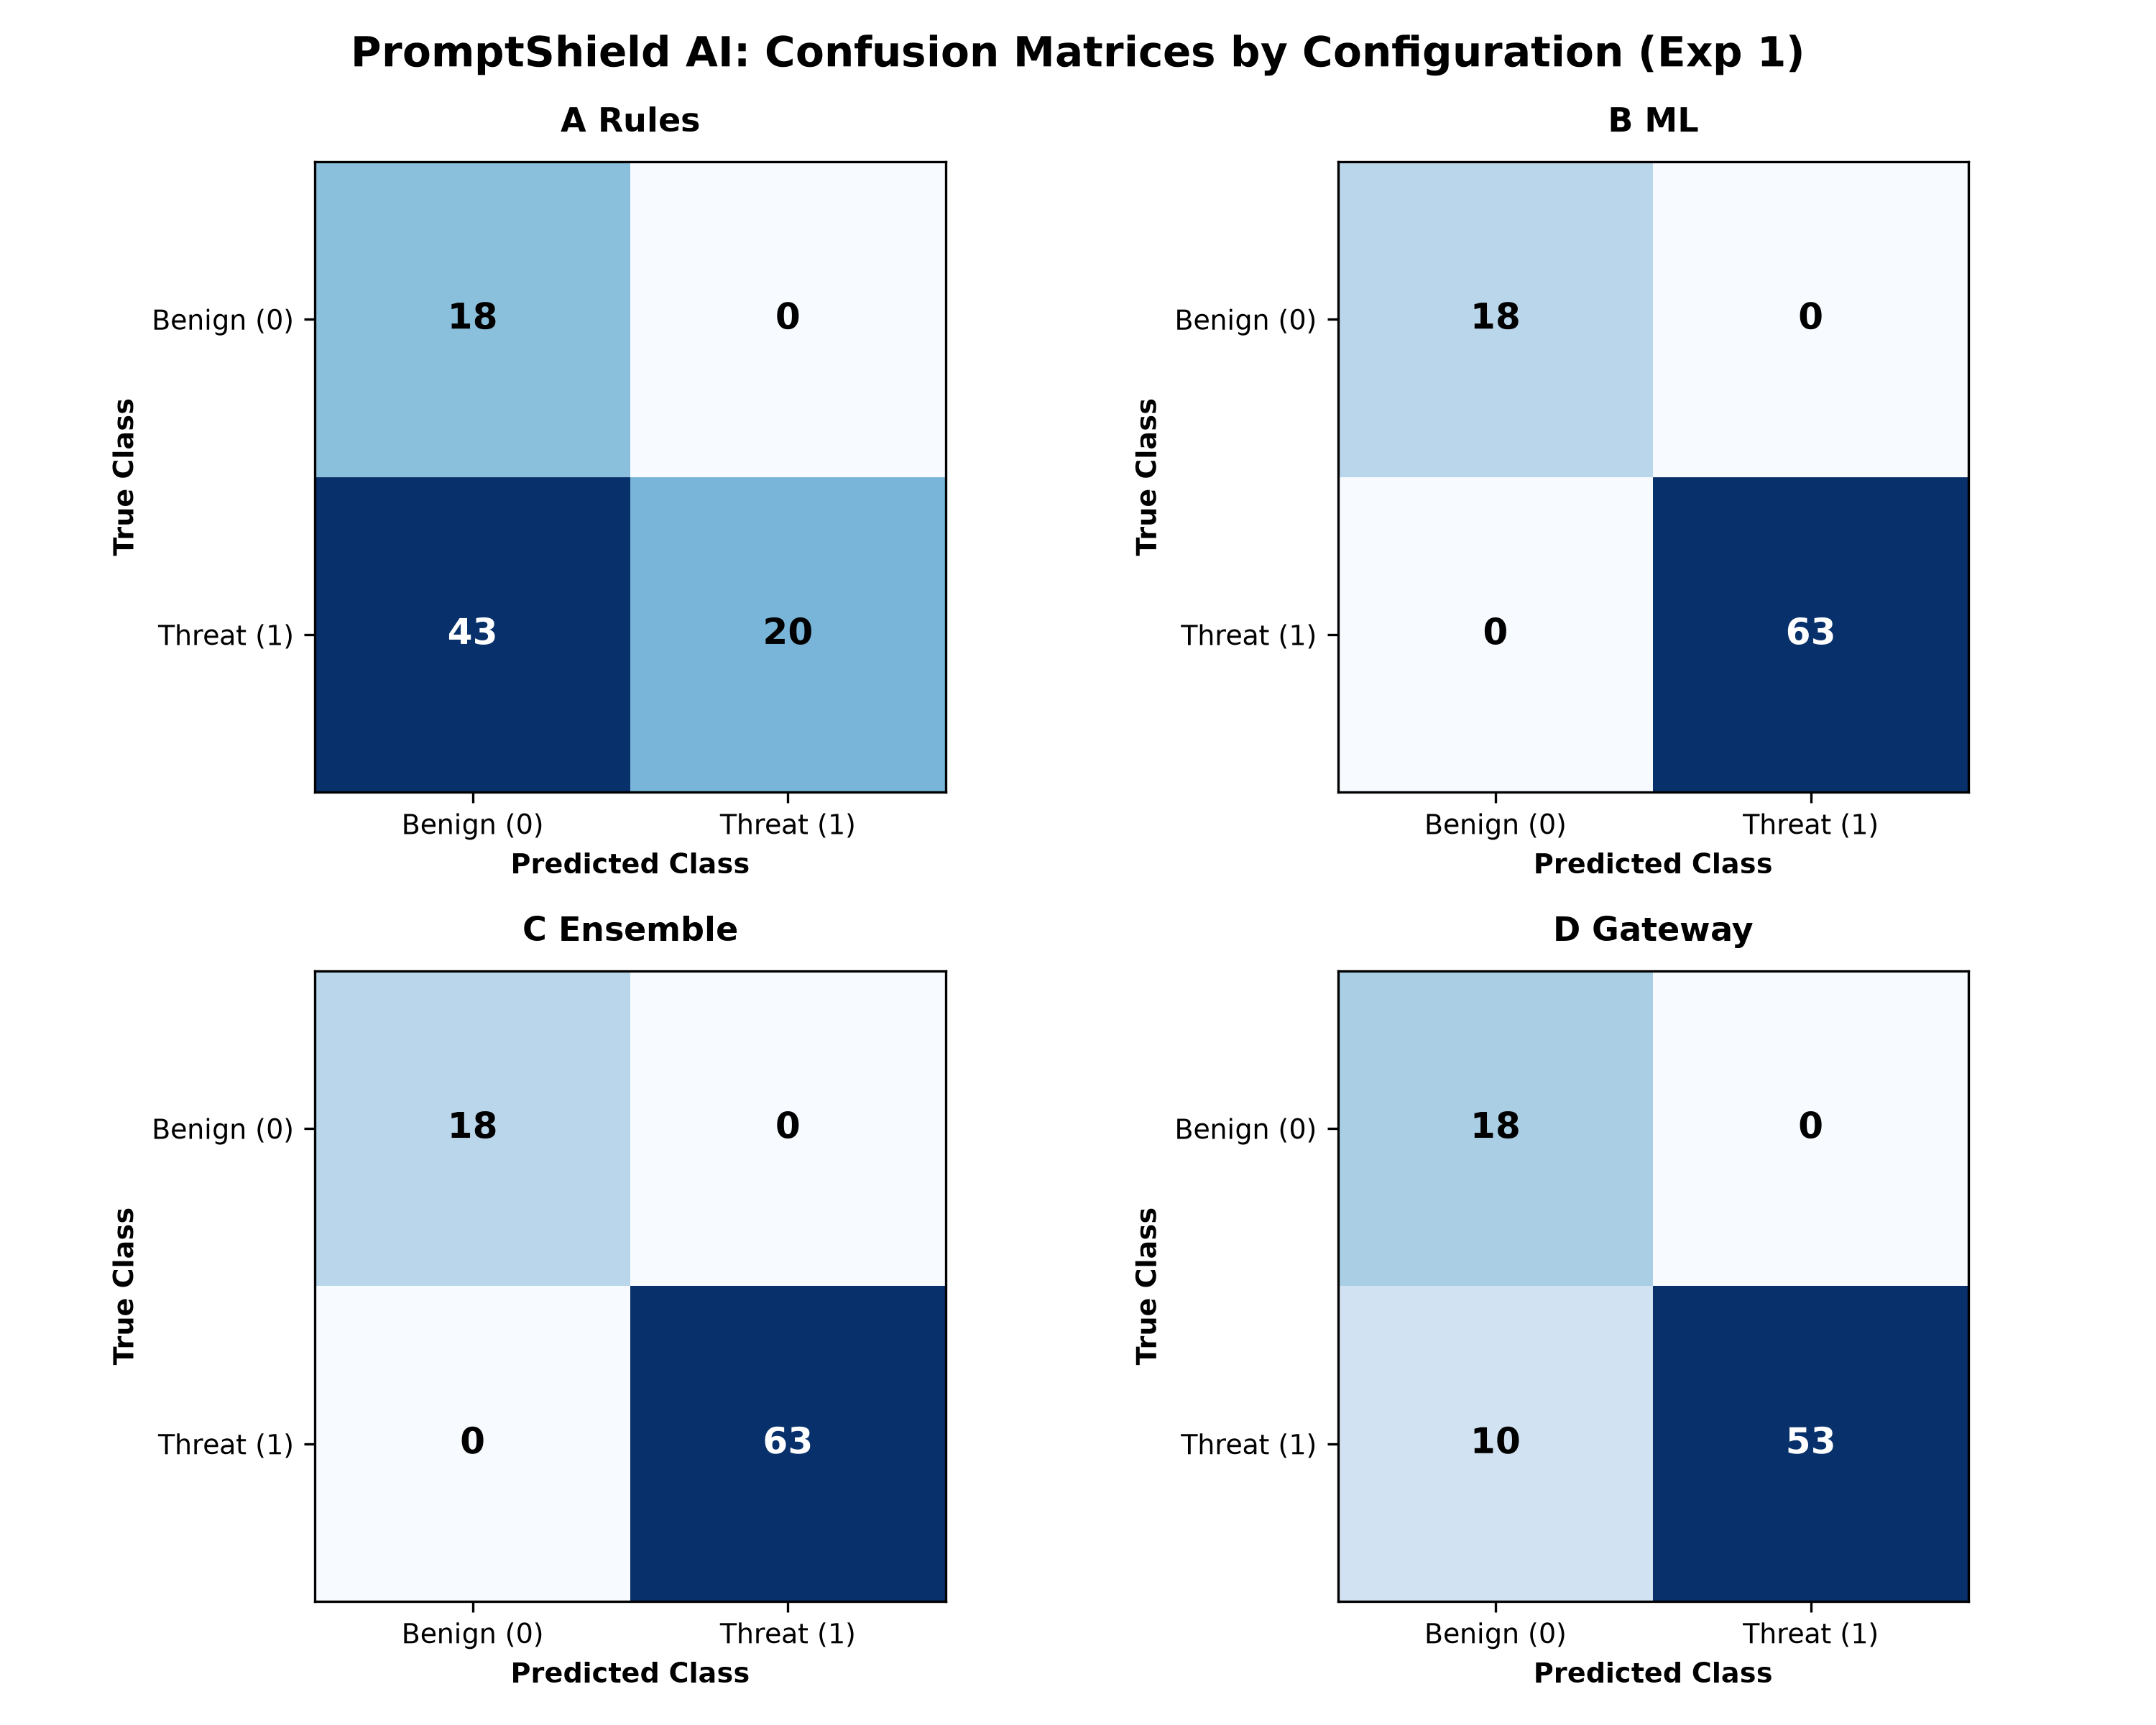 PromptShield AI: Confusion Matrices by Configuration (Exp 1)
A Rules
True Class
Benign (0)
18
0
Threat (1)
43
20
Benign (0)
Threat (1)
Predicted Class
B ML
True Class
Benign (0)
18
0
Threat (1)
0
63
Benign (0)
Threat (1)
Predicted Class
C Ensemble
True Class
Benign (0)
18
0
Threat (1)
0
63
Benign (0)
Threat (1)
Predicted Class
D Gateway
True Class
Benign (0)
18
0
Threat (1)
10
53
Benign (0)
Threat (1)
Predicted Class